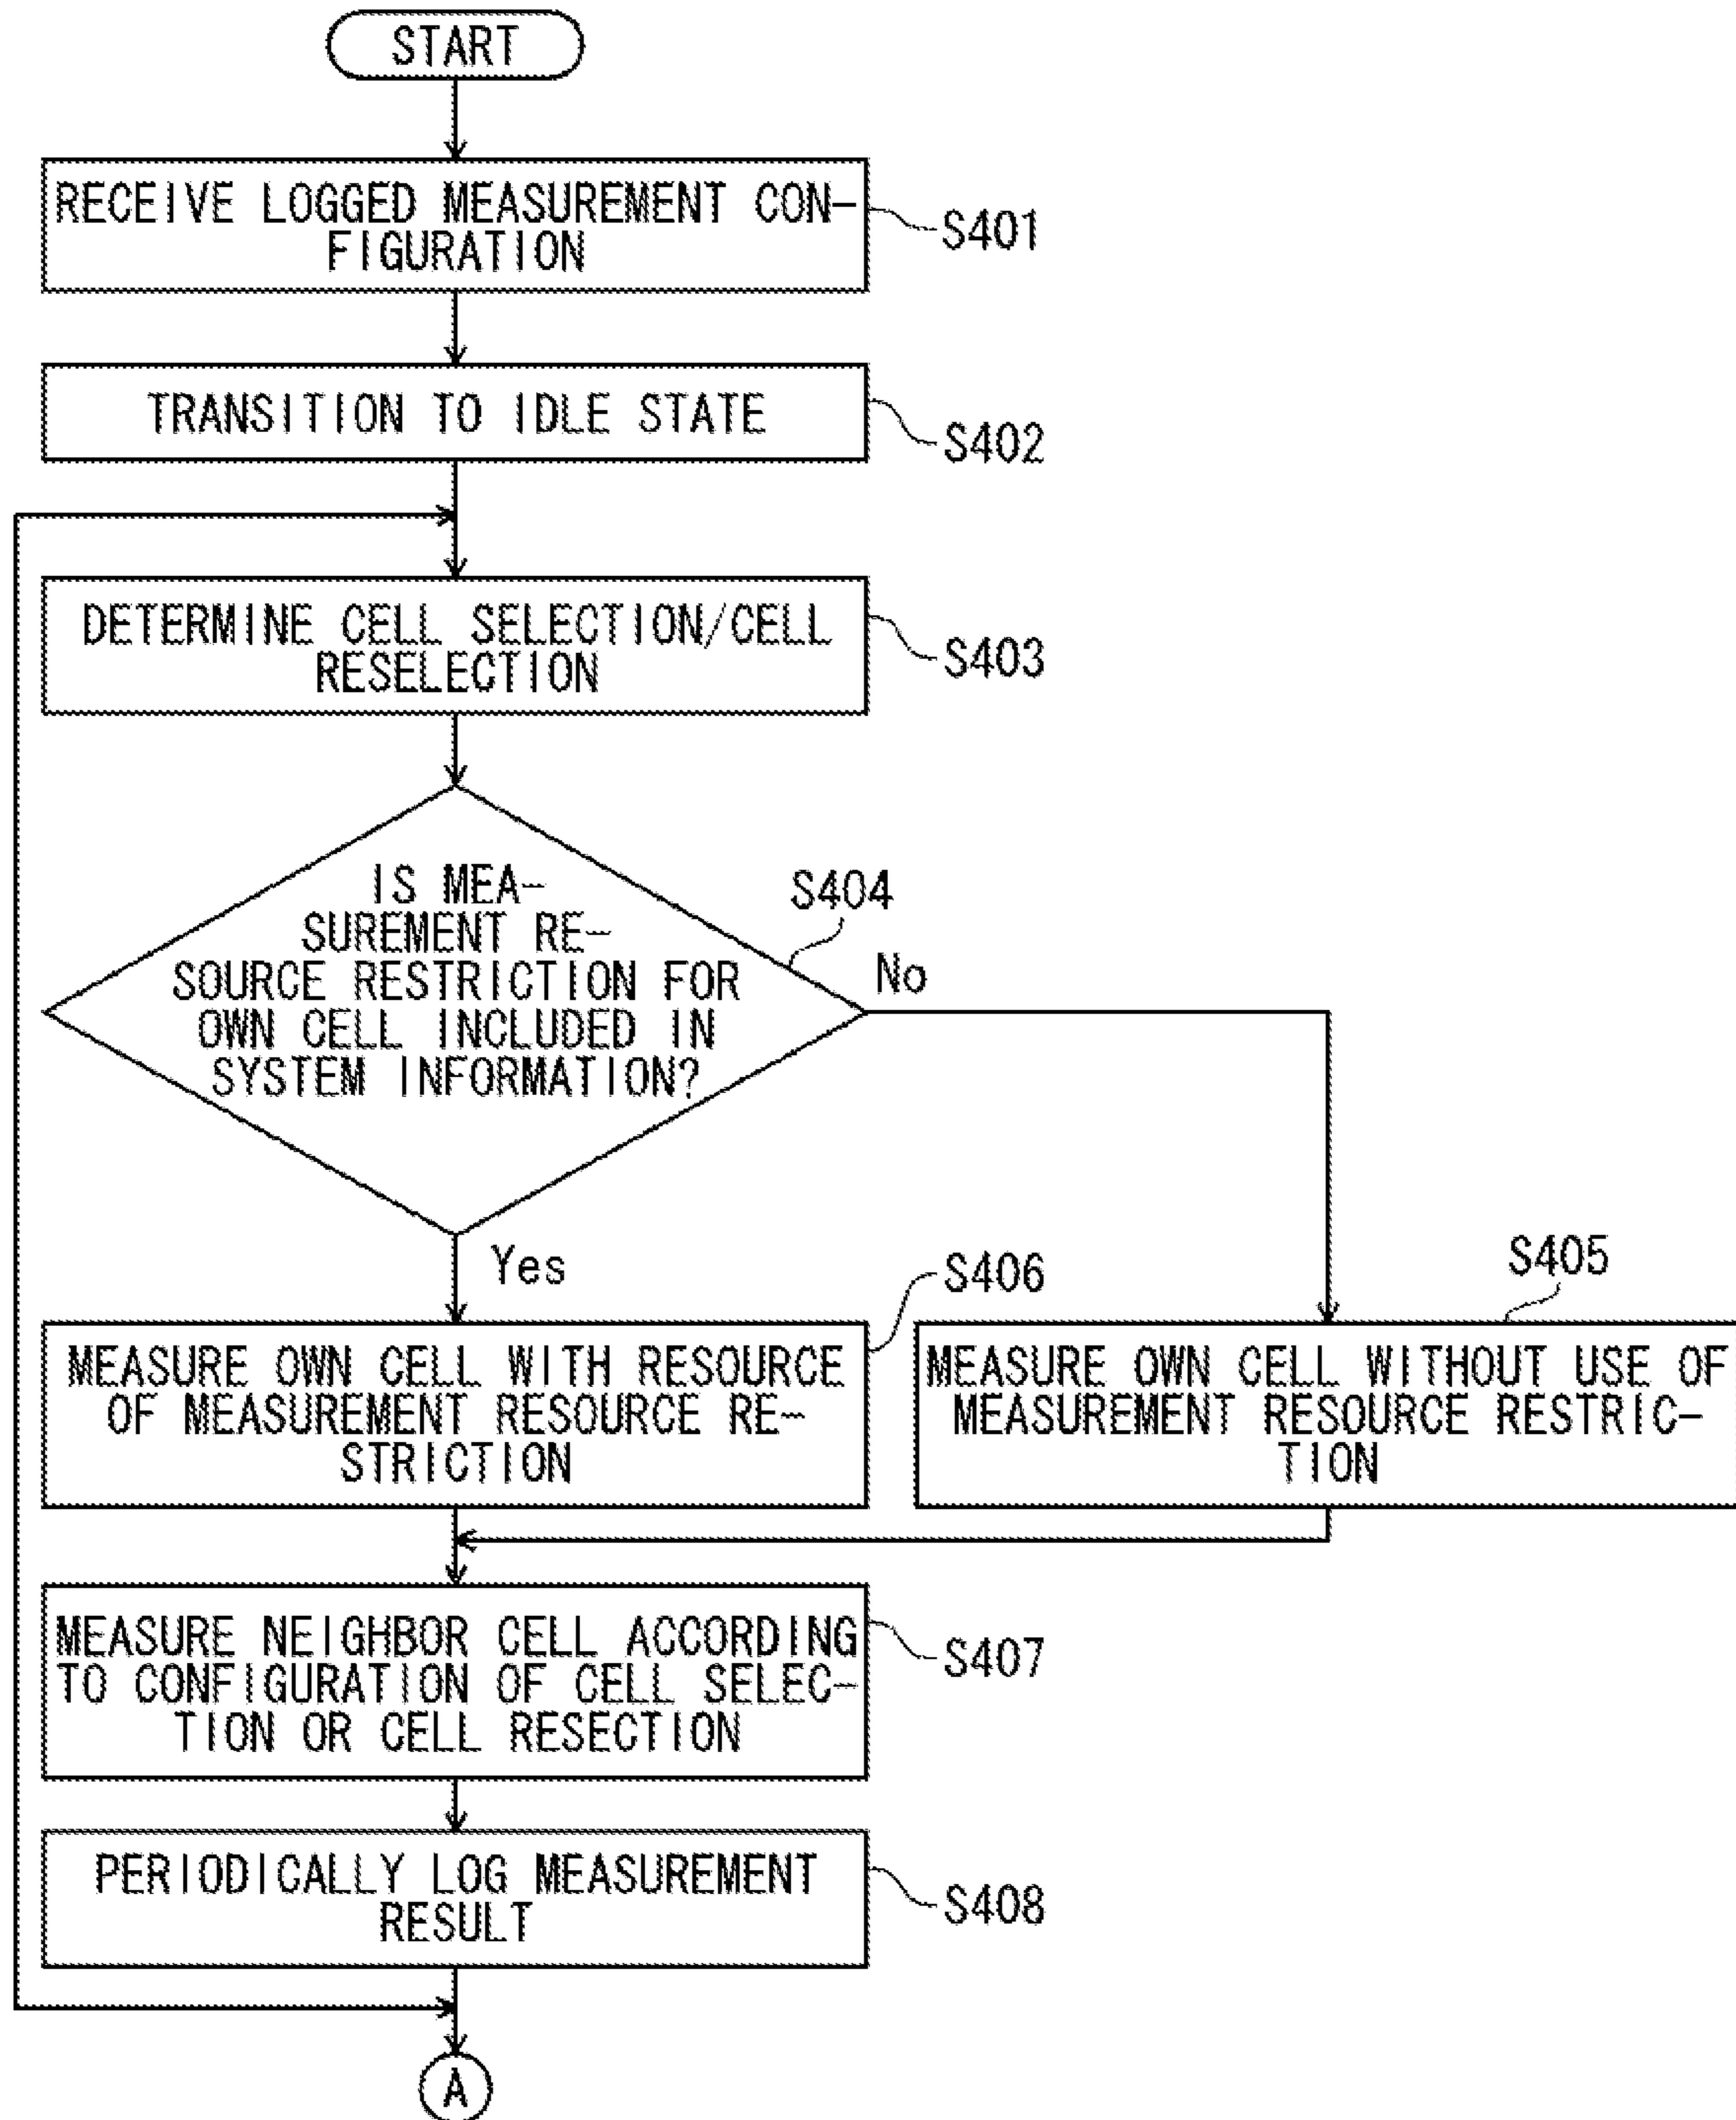 START
RECEIVE LOGGED MEASUREMENT CON-
FIGURATION
S401
TRANSITION TO IDLE STATE
S402
DETERMINE CELL SELECTION/CELL
RESELECTION
S403
IS MEA-
SUREMENT RE-
SOURCE RESTRICTION FOR
OWN CELL INCLUDED IN
SYSTEM INFORMATION?
S404
No
Yes
S406
MEASURE OWN CELL WITH RESOURCE
OF MEASUREMENT RESOURCE RE-
STRICTION
S405
MEASURE OWN CELL WITHOUT USE OF
MEASUREMENT RESOURCE RESTRIC-
TION
MEASURE NEIGHBOR CELL ACCORDING
TO CONFIGURATION OF CELL SELEC-
TION OR CELL RESECTION
S407
PERIODICALLY LOG MEASUREMENT
RESULT
S408
A